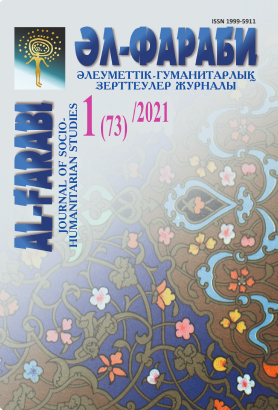 ISSN 1999-5911
ӘЛ-ФАРАБИ
ӘЛЕУМЕТТІК-ГУМАНИТАРЛЫҚ
ЗЕРТТЕУЛЕР ЖУРНАЛЫ
1 (73) /2021
AL-FARABI
JOURNAL OF SOCIO-
HUMANITARIAN STUDIES